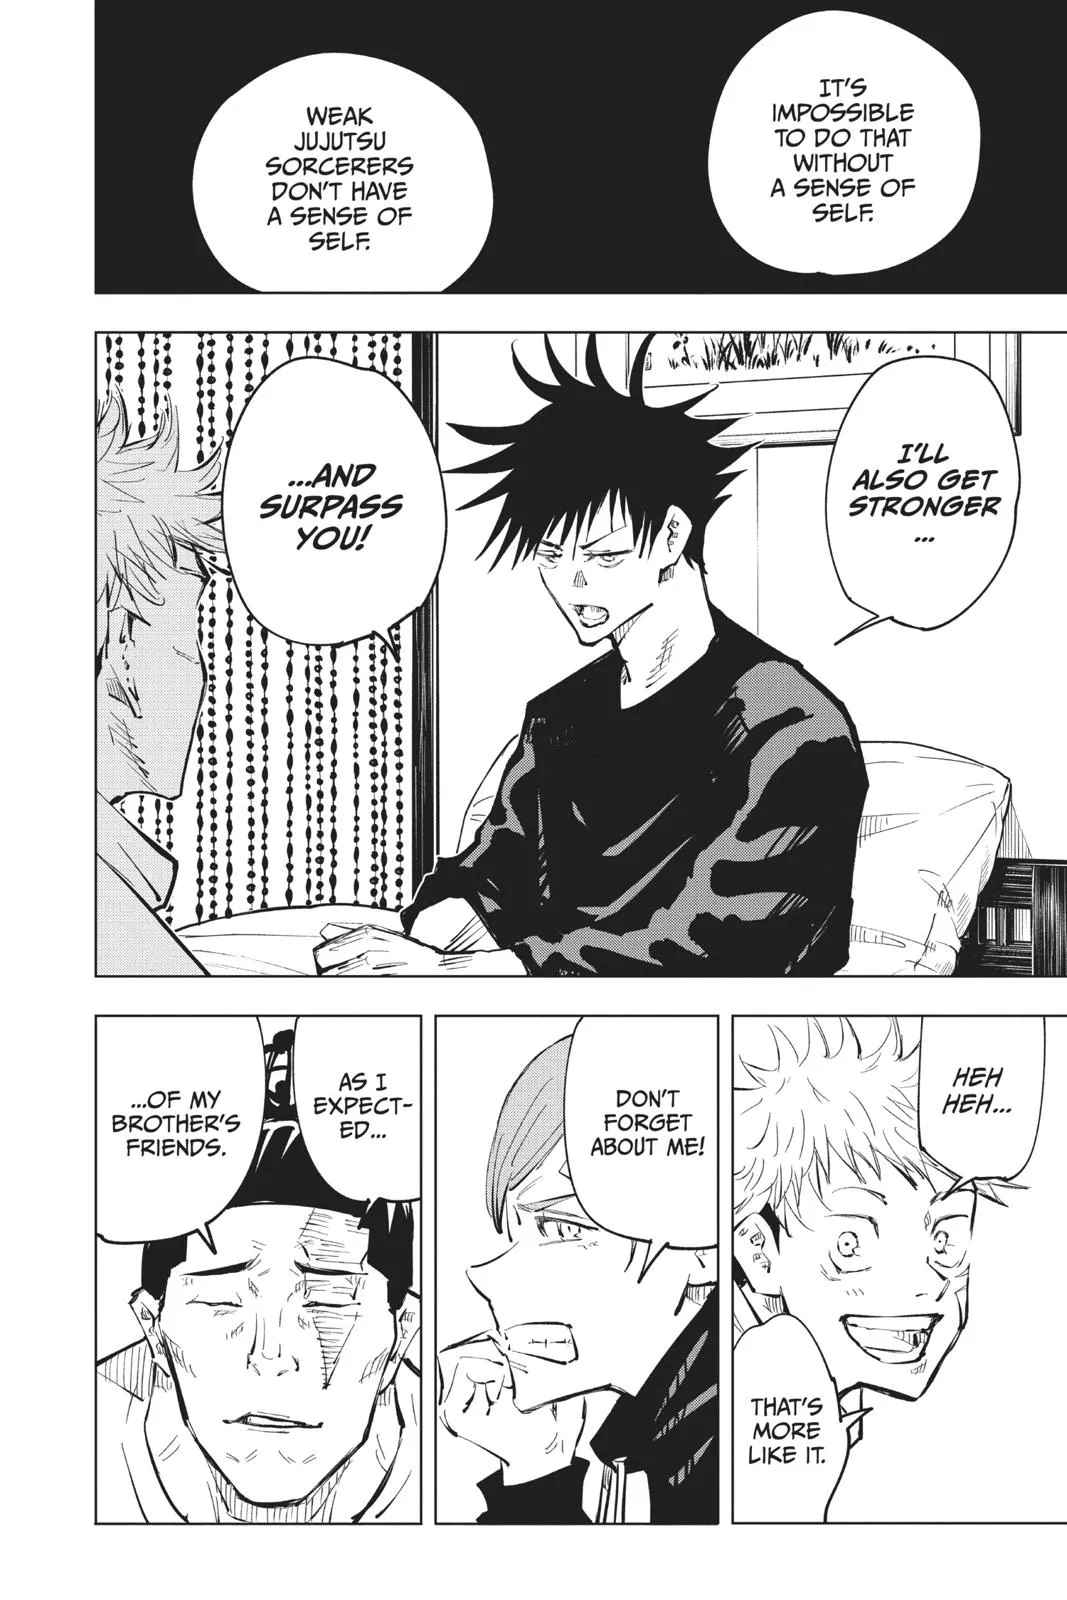 IT'S
IMPOSSIBLE
TO DO THAT
WITHOUT
A SENSE OF
SELF.
WEAK
JUJUTSU
SORCERERS
DON'T HAVE
A SENSE OF
SELF.
I'LL
ALSO GET
STRONGER
...
...AND
SURPASS
YOU!
HEH
HEH...
THAT'S
MORE
LIKE IT.
DON'T
FORGET
ABOUT ME!
AS I
EXPECT-
ED...
...OF MY
BROTHER'S
FRIENDS.